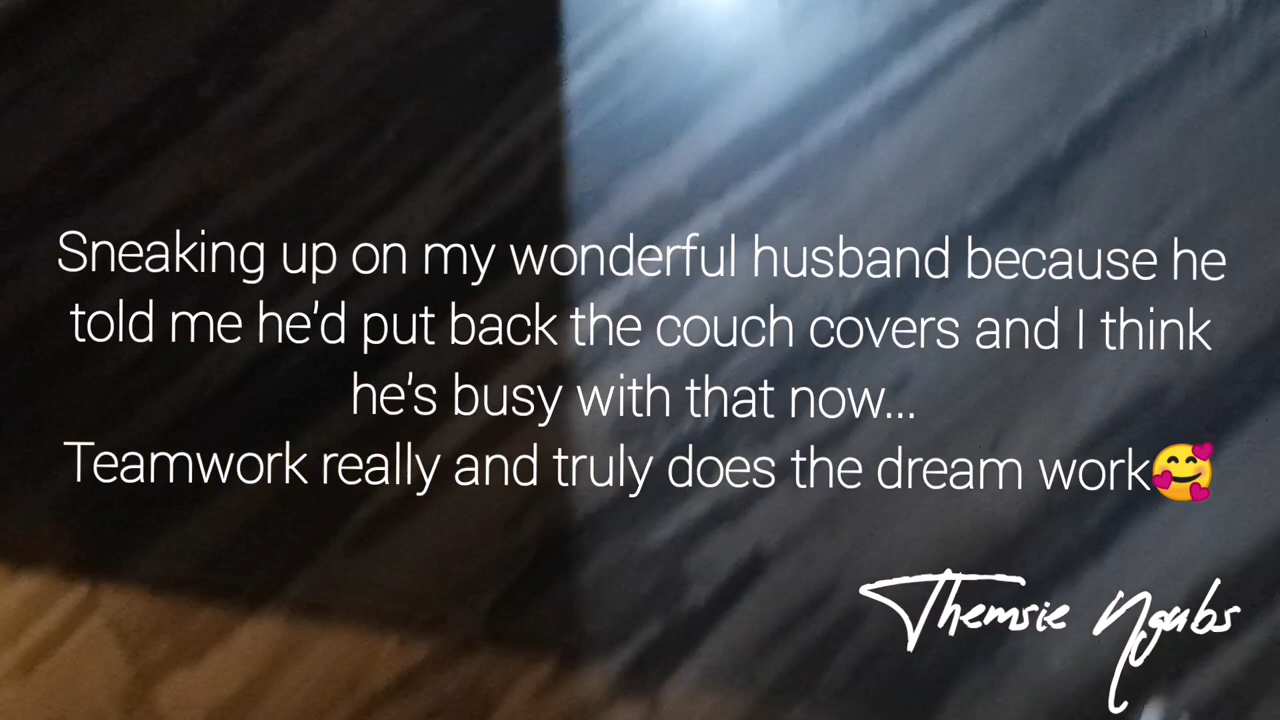 Sneaking up on my wonderful husband because he
told me he'd put back the couch covers and I think
he's busy with that now...
Teamwork really and truly does the dream work🥰
Themsie Ngubs